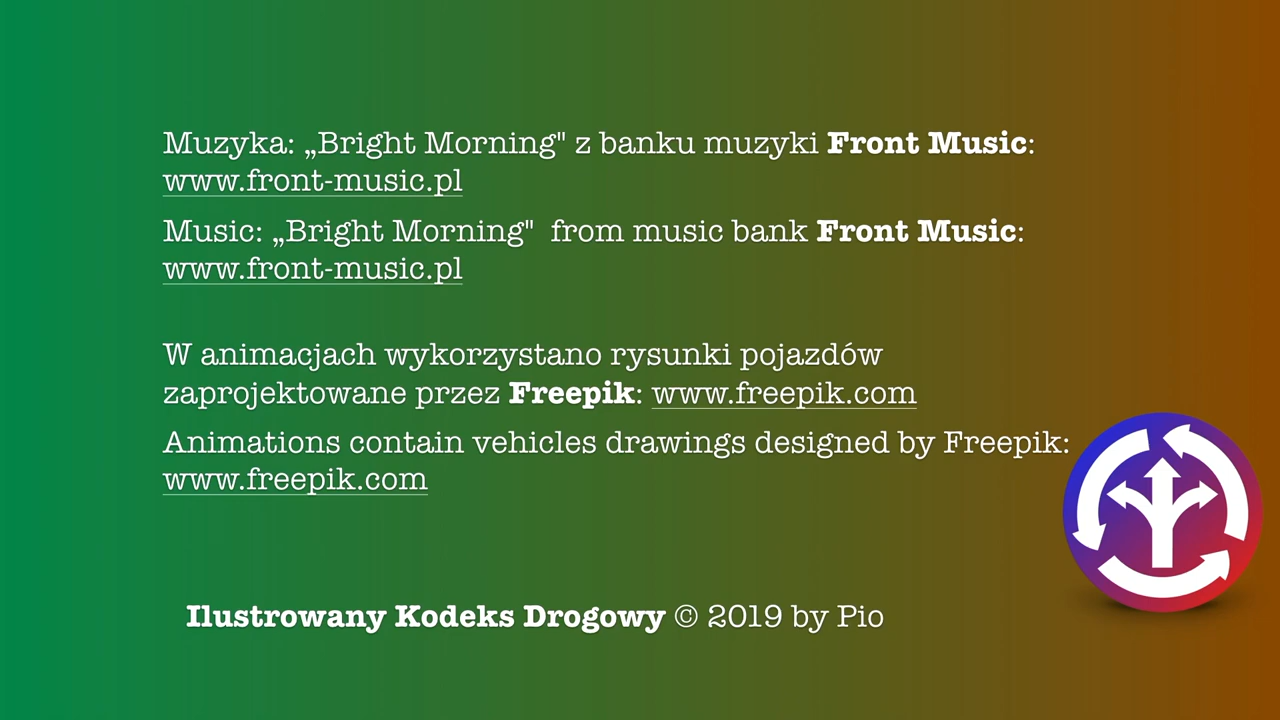 Muzyka: „Bright Morning" z banku muzyki Front Music:
www.front-music.pl
Music: „Bright Morning"  from music bank Front Music:
www.front-music.pl
W animacjach wykorzystano rysunki pojazdów
zaprojektowane przez Freepik: www.freepik.com
Animations contain vehicles drawings designed by Freepik:
www.freepik.com
Ilustrowany Kodeks Drogowy © 2019 by Pio